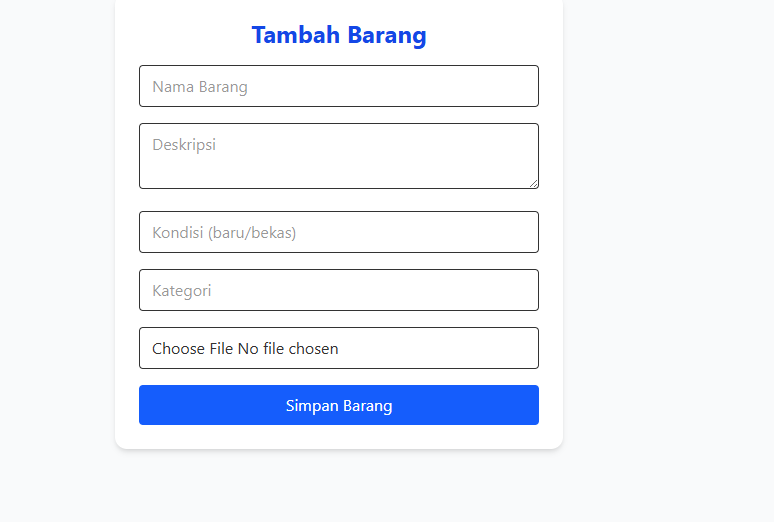 Tambah Barang
Nama Barang
Deskripsi
Kondisi (baru/bekas)
Kategori
Choose File No file chosen
Simpan Barang